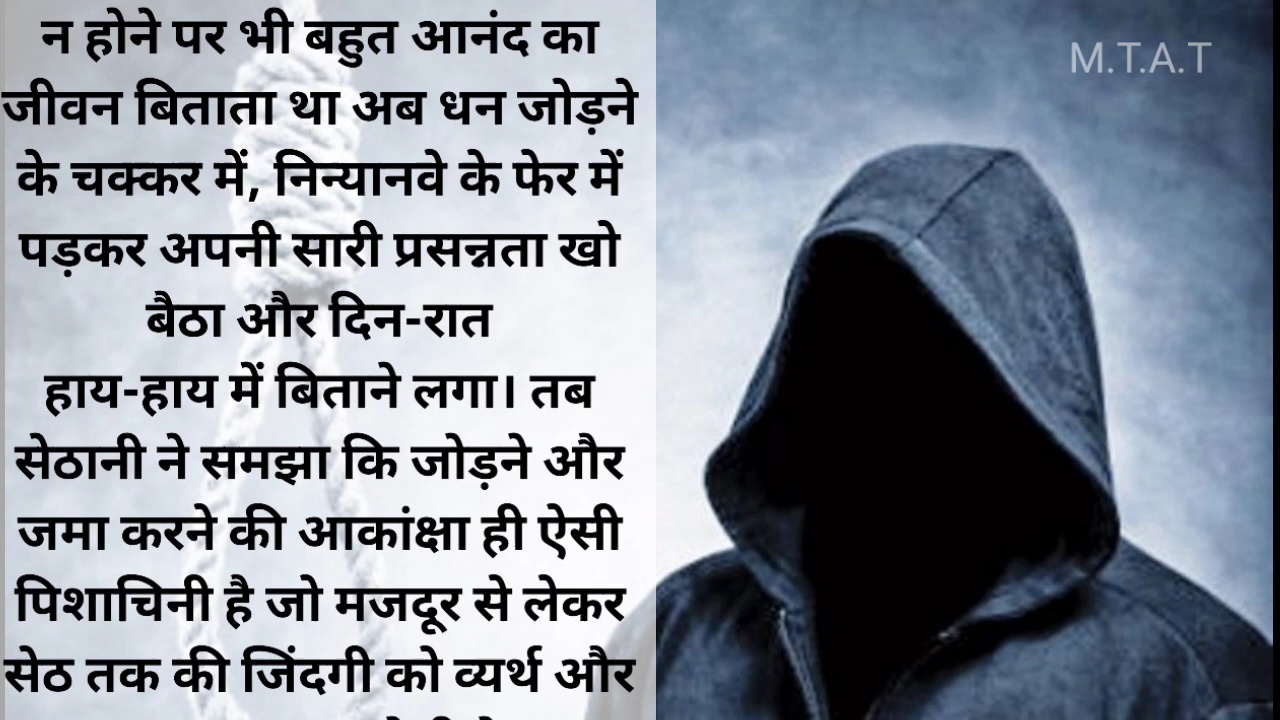 न होने पर भी बहुत आनंद का
जीवन बिताता था अब धन जोड़ने
के चक्कर में, निन्यानवे के फेर में
पड़कर अपनी सारी प्रसन्नता खो
बैठा और दिन-रात
हाय-हाय में बिताने लगा। तब
सेठानी ने समझा कि जोड़ने और
जमा करने की आकांक्षा ही ऐसी
पिशाचिनी है जो मजदूर से लेकर
सेठ तक की जिंदगी को व्यर्थ और
M.T.A.T